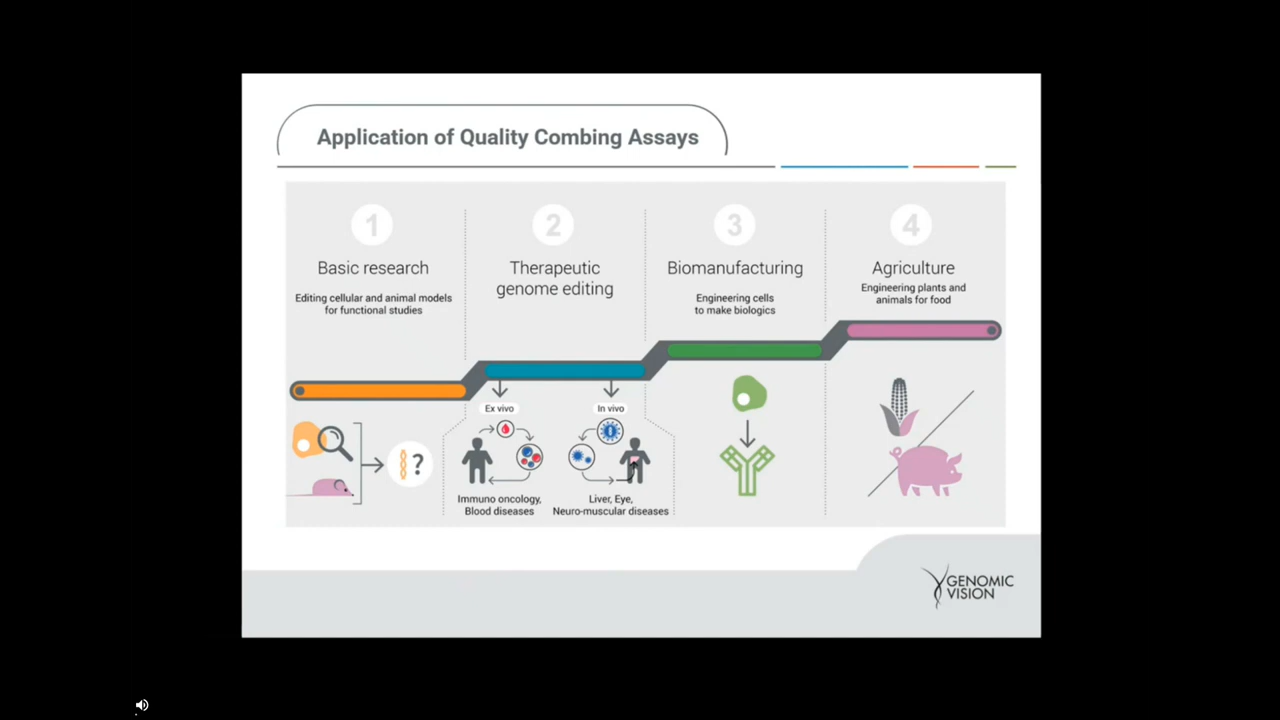 Application of Quality Combing Assays
1
Basic research
Editing cellular and animal models
for functional studies
?
2
Therapeutic
genome editing
Ex vivo
Immuno oncology,
Blood diseases
In vivo
Liver, Eye,
Neuro-muscular diseases
3
Biomanufacturing
Engineering cells
to make biologics
4
Agriculture
Engineering plants and
animals for food
GENOMIC
VISION